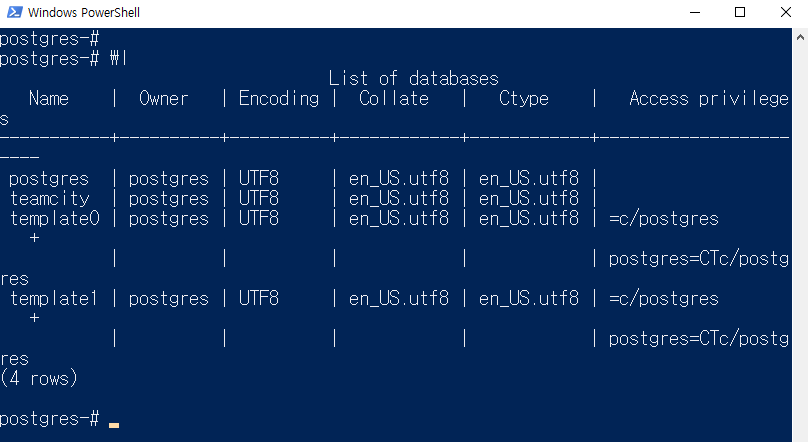 Windows PowerShell
postgres-#
postgres-# ₩l
                                 List of databases
   Name    |  Owner   | Encoding |  Collate   |   Ctype    |   Access privilege
s
-----------+----------+----------+------------+------------+--------------------
----
 postgres  | postgres | UTF8     | en_US.utf8 | en_US.utf8 |
 teamcity  | postgres | UTF8     | en_US.utf8 | en_US.utf8 |
 template0 | postgres | UTF8     | en_US.utf8 | en_US.utf8 | =c/postgres
   +
           |          |          |            |            | postgres=CTc/postg
res
 template1 | postgres | UTF8     | en_US.utf8 | en_US.utf8 | =c/postgres
   +
           |          |          |            |            | postgres=CTc/postg
res
(4 rows)
postgres-#